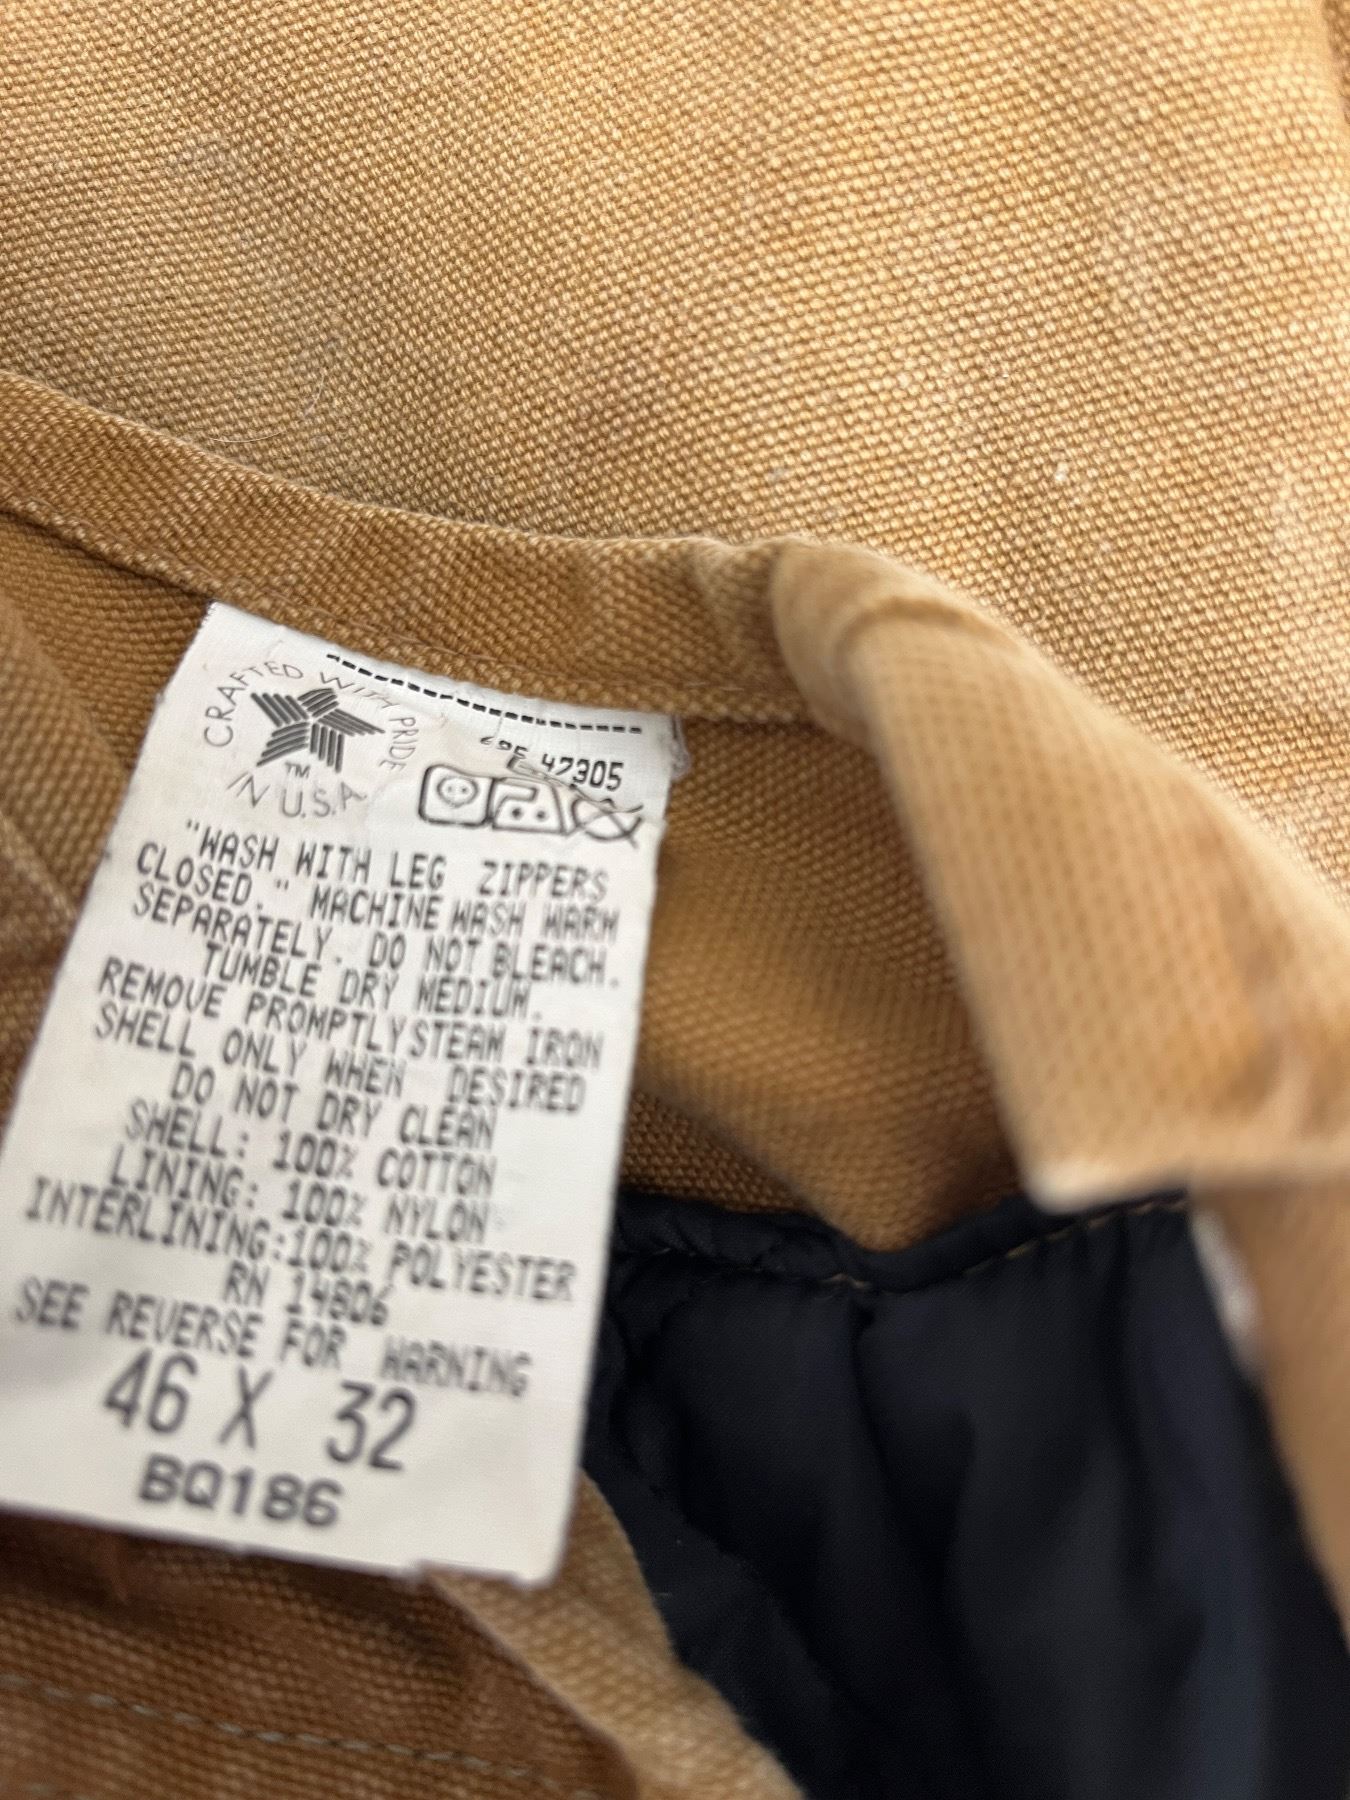 CRAFTED WITH PRIDE
TM
IN U.S.A.
47305
"WASH WITH LEG ZIPPERS
CLOSED." MACHINE WASH WARM
SEPARATELY. DO NOT BLEACH.
TUMBLE DRY MEDIUM.
REMOVE PROMPTLY STEAM IRON
SHELL ONLY WHEN DESIRED
DO NOT DRY CLEAN
SHELL: 100% COTTON
LINING: 100% NYLON
INTERLINING:100% POLYESTER
RN 14806
SEE REVERSE FOR WARNING
46 X 32
BQ186